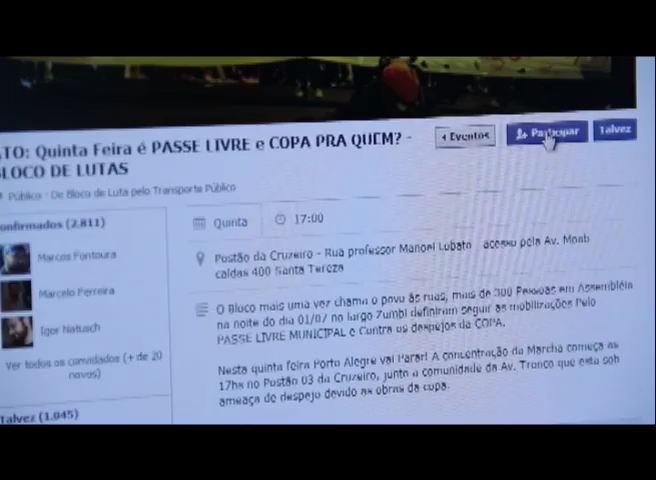 TO: Quinta Feira é PASSE LIVRE e COPA PRA QUEM? -
BLOCO DE LUTAS
‹ Eventos
Participar
Talvez
Público · De Bloco de Luta pelo Transporte Público
onfirmados (2.811)
Marcos Fontoura
Marcelo Ferreira
Igor Natusch
Ver todos os convidados (+ de 20
novos)
Talvez (1.045)
Quinta
17:00
Postão da Cruzeiro - Rua professor Manoel Lobato - acesso pela Av. Monb
caldas 400 Santa Tereza
O Bloco mais uma vez chama o povo às ruas, mais de 300 Pessoas em Assembléia
na noite do dia 01/07 no largo Zumbi definiram seguir as mobilizações Pelo
PASSE LIVRE MUNICIPAL e Contra os despejos da COPA.
Nesta quinta feira Porto Alegre vai Parar! A concentração da Marcha começa as
17hs no Postão 03 da Cruzeiro, junto a comunidade da Av. Tronco que esta sob
ameaça de despejo devido as obras da copa.